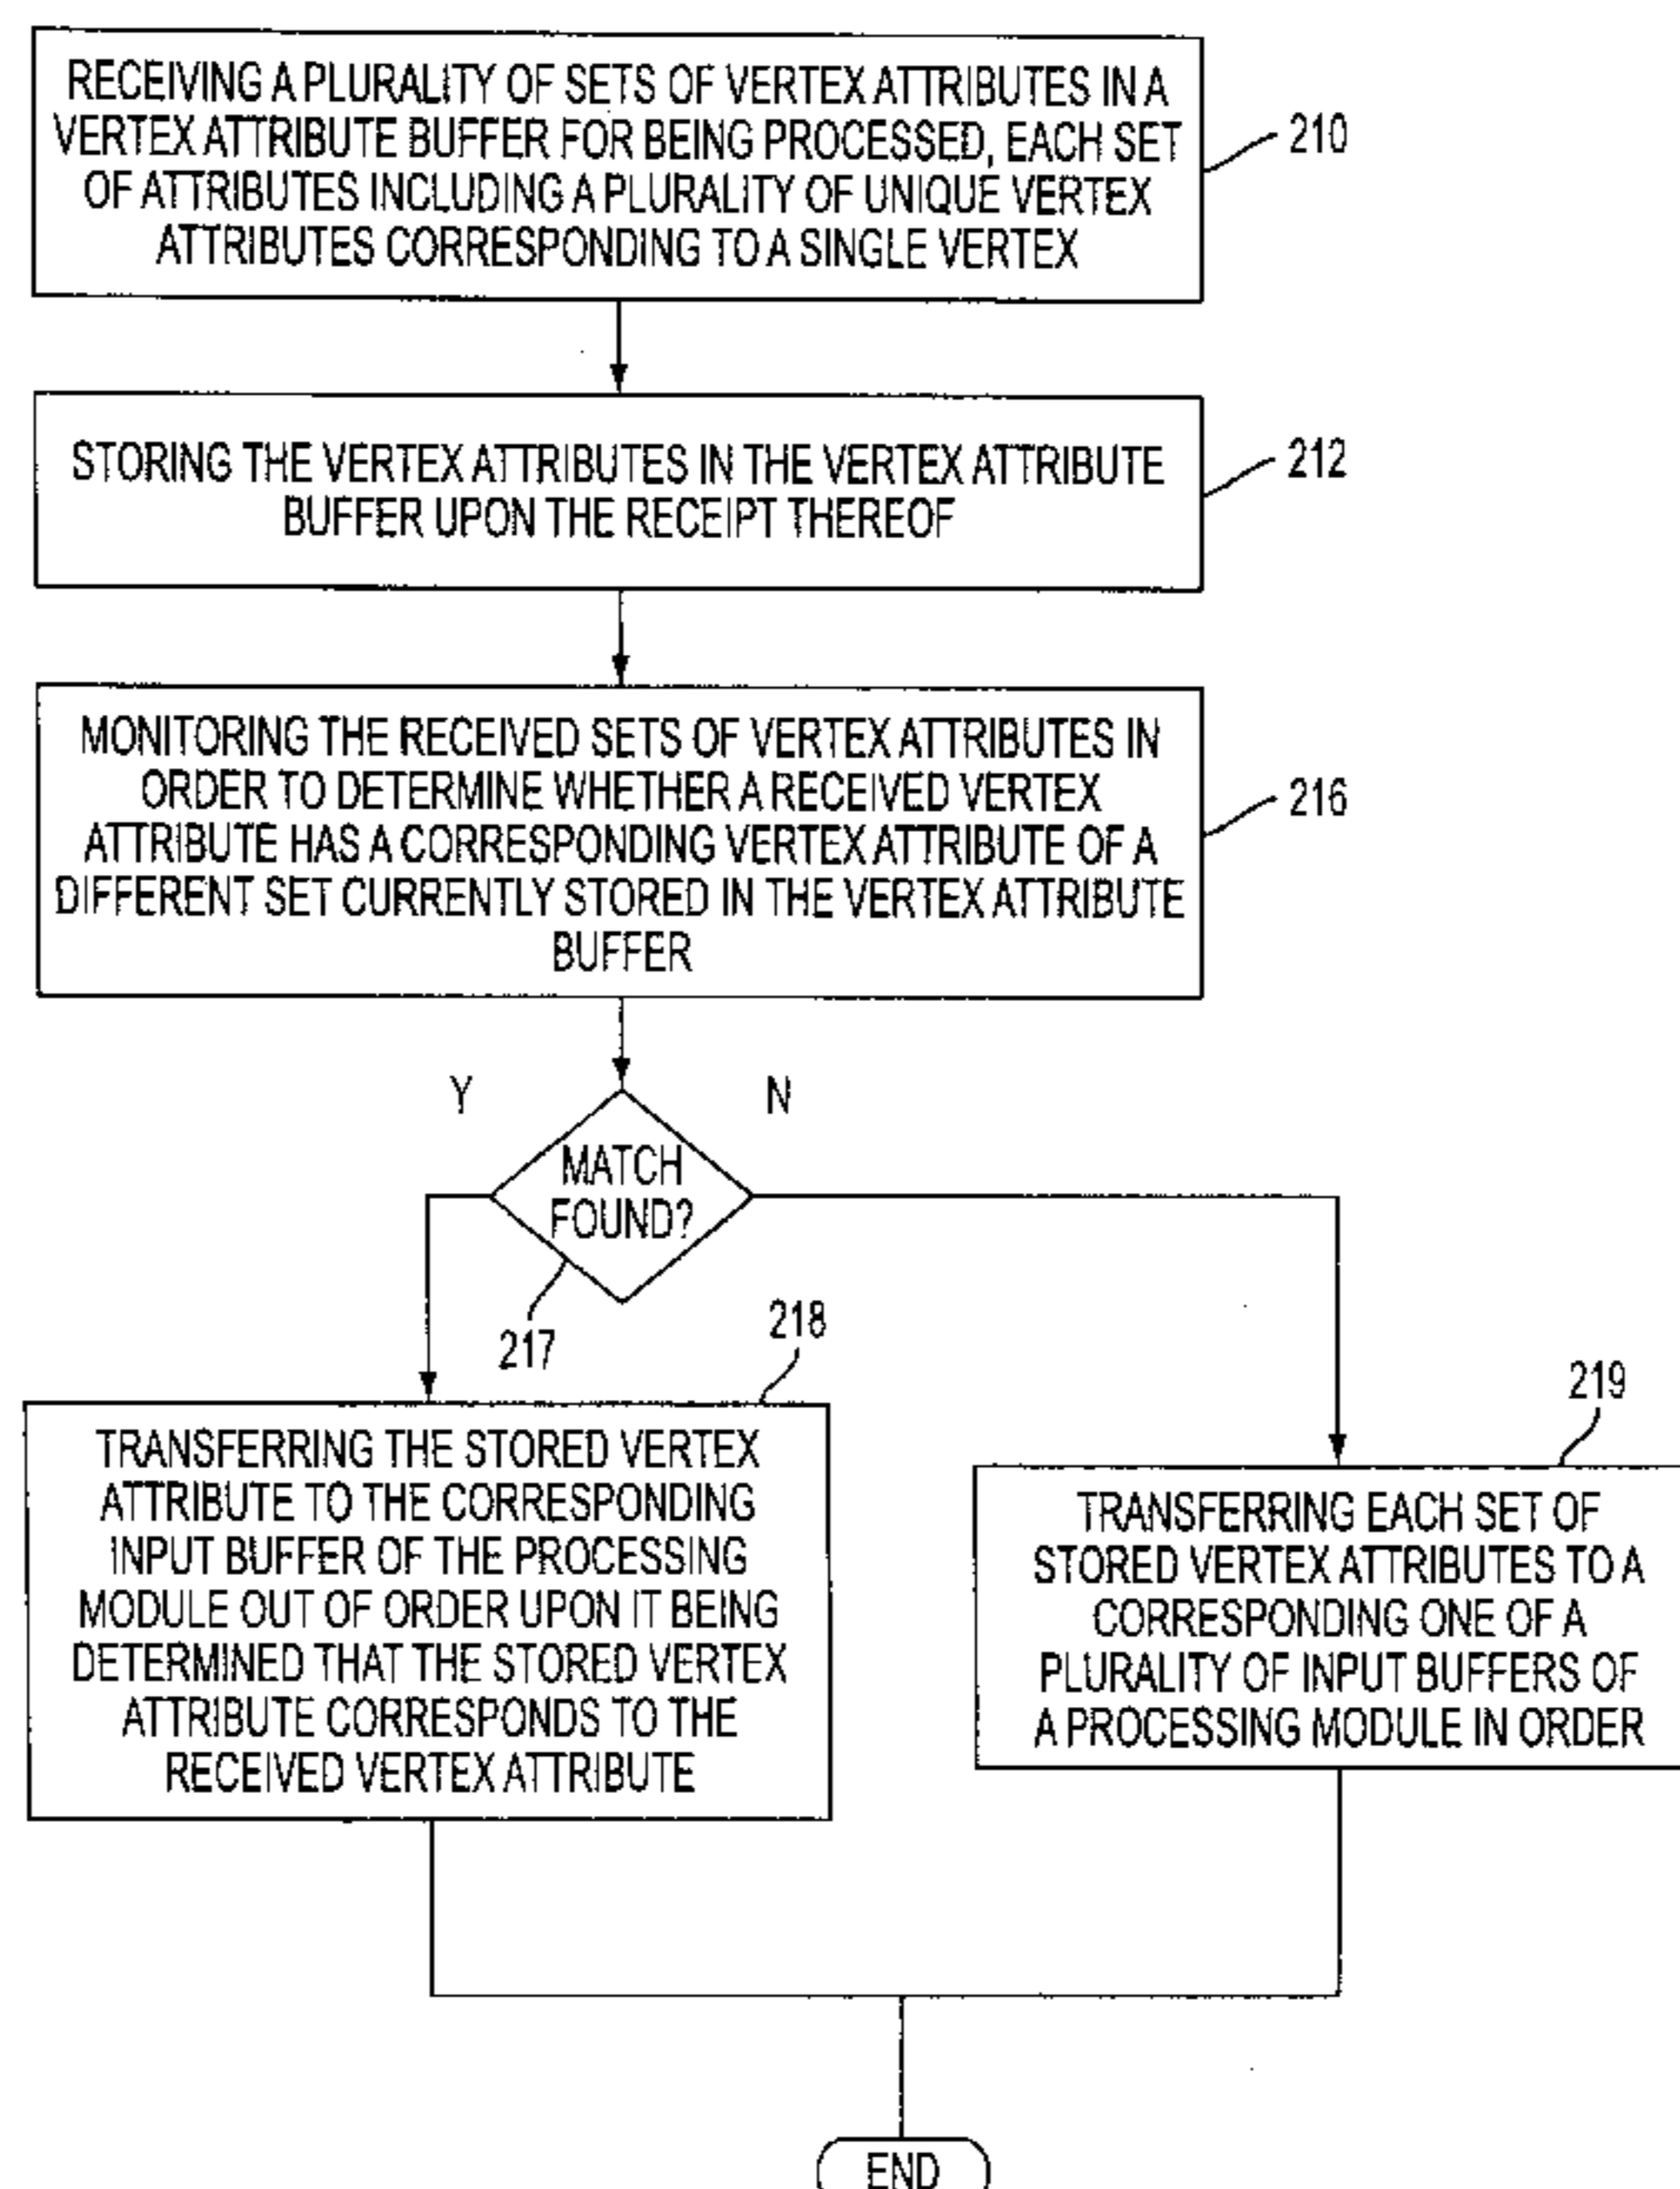 RECEIVING A PLURALITY OF SETS OF VERTEX ATTRIBUTES IN A
VERTEX ATTRIBUTE BUFFER FOR BEING PROCESSED, EACH SET
OF ATTRIBUTES INCLUDING A PLURALITY OF UNIQUE VERTEX
ATTRIBUTES CORRESPONDING TO A SINGLE VERTEX
210
STORING THE VERTEX ATTRIBUTES IN THE VERTEX ATTRIBUTE
BUFFER UPON THE RECEIPT THEREOF
212
MONITORING THE RECEIVED SETS OF VERTEX ATTRIBUTES IN
ORDER TO DETERMINE WHETHER A RECEIVED VERTEX
ATTRIBUTE HAS A CORRESPONDING VERTEX ATTRIBUTE OF A
DIFFERENT SET CURRENTLY STORED IN THE VERTEX ATTRIBUTE
BUFFER
216
Y
N
MATCH
FOUND?
217
218
TRANSFERRING THE STORED VERTEX
ATTRIBUTE TO THE CORRESPONDING
INPUT BUFFER OF THE PROCESSING
MODULE OUT OF ORDER UPON IT BEING
DETERMINED THAT THE STORED VERTEX
ATTRIBUTE CORRESPONDS TO THE
RECEIVED VERTEX ATTRIBUTE
219
TRANSFERRING EACH SET OF
STORED VERTEX ATTRIBUTES TO A
CORRESPONDING ONE OF A
PLURALITY OF INPUT BUFFERS OF
A PROCESSING MODULE IN ORDER
END